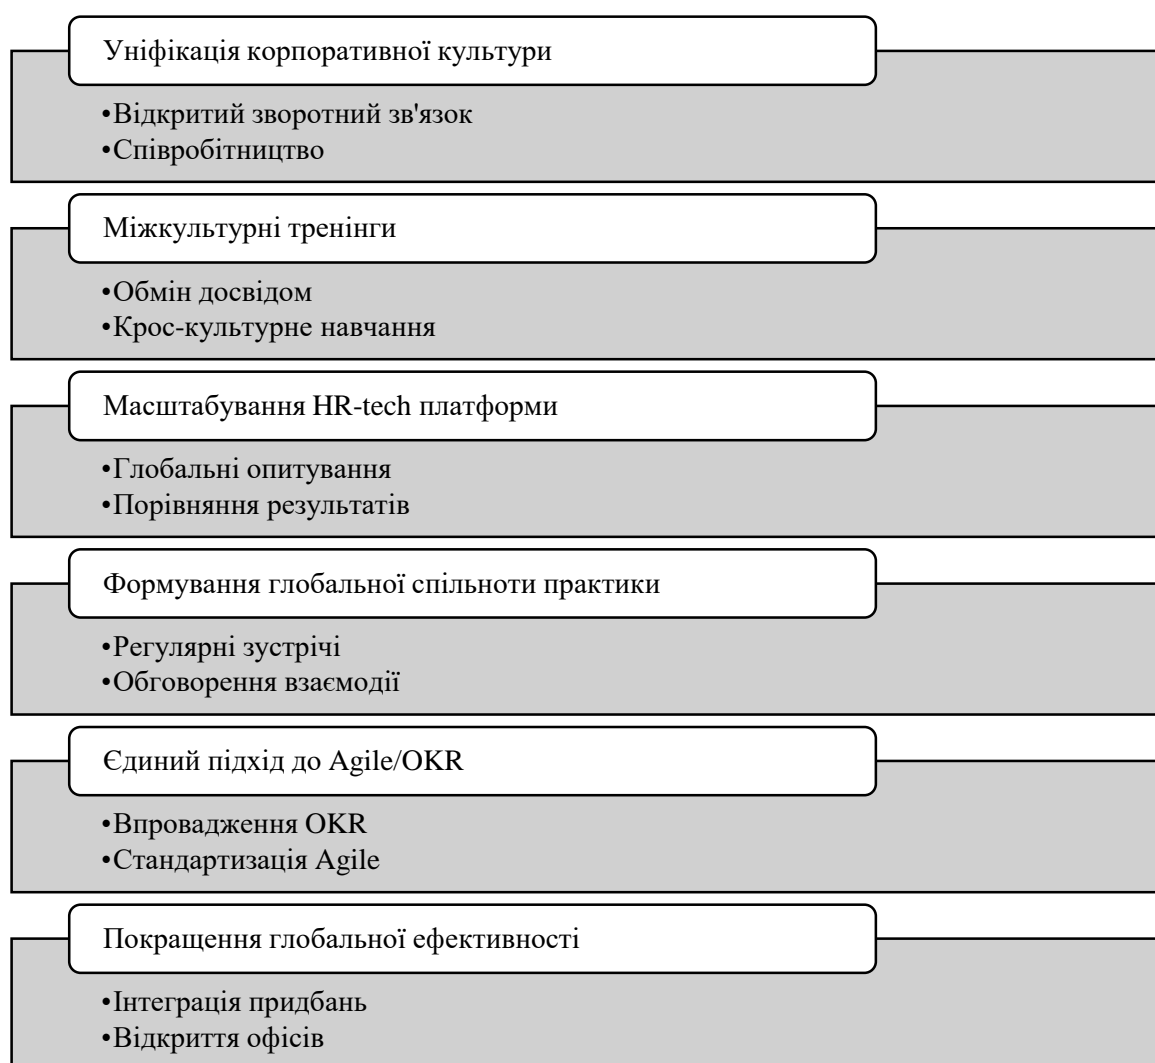 Уніфікація корпоративної культури
•Відкритий зворотний зв'язок
•Співробітництво
Міжкультурні тренінги
•Обмін досвідом
•Крос-культурне навчання
Масштабування HR-tech платформи
•Глобальні опитування
•Порівняння результатів
Формування глобальної спільноти практики
•Регулярні зустрічі
•Обговорення взаємодії
Єдиний підхід до Agile/OKR
•Впровадження OKR
•Стандартизація Agile
Покращення глобальної ефективності
•Інтеграція придбань
•Відкриття офісів